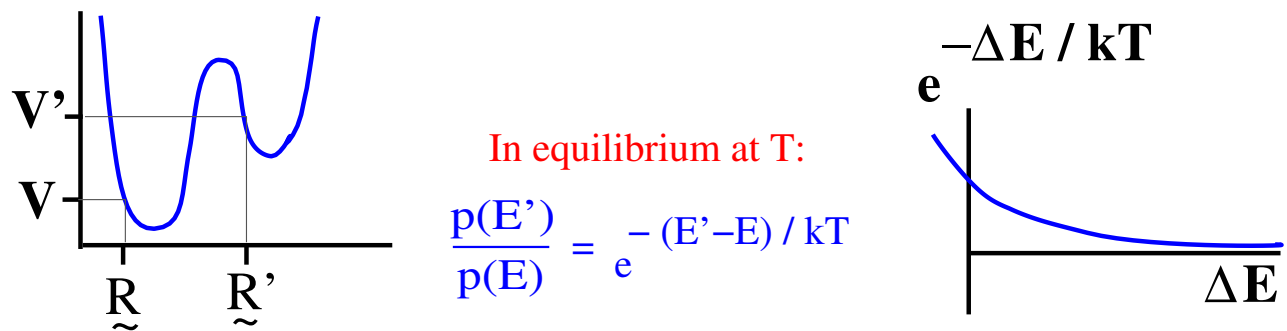 V’
V
R
~
R’
~
In equilibrium at T:
p(E’)
p(E)
= e − (E’−E) / kT
e −ΔE / kT
ΔE